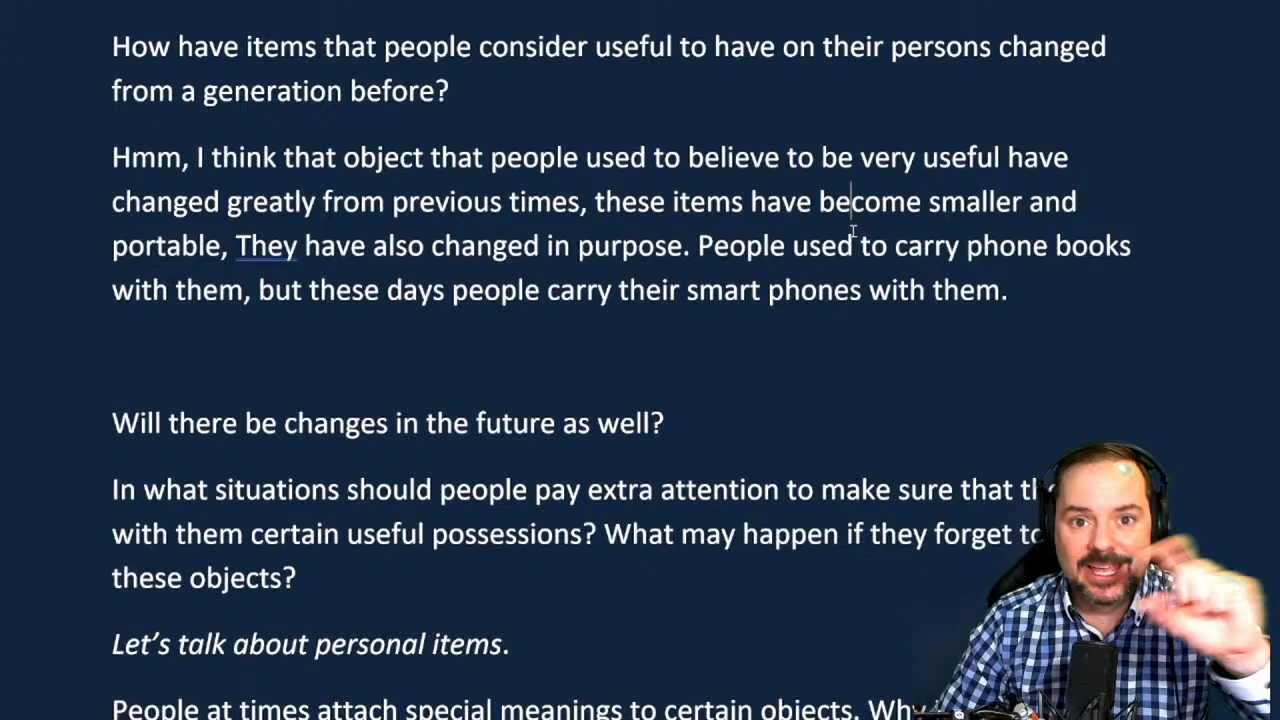 How have items that people consider useful to have on their persons changed
from a generation before?
Hmm, I think that object that people used to believe to be very useful have
changed greatly from previous times, these items have become smaller and
portable, They have also changed in purpose. People used to carry phone books
with them, but these days people carry their smart phones with them.
Will there be changes in the future as well?
In what situations should people pay extra attention to make sure that
with them certain useful possessions? What may happen if they forget
these objects?
Let's talk about personal items.
People at times attach special meanings to certain objects.